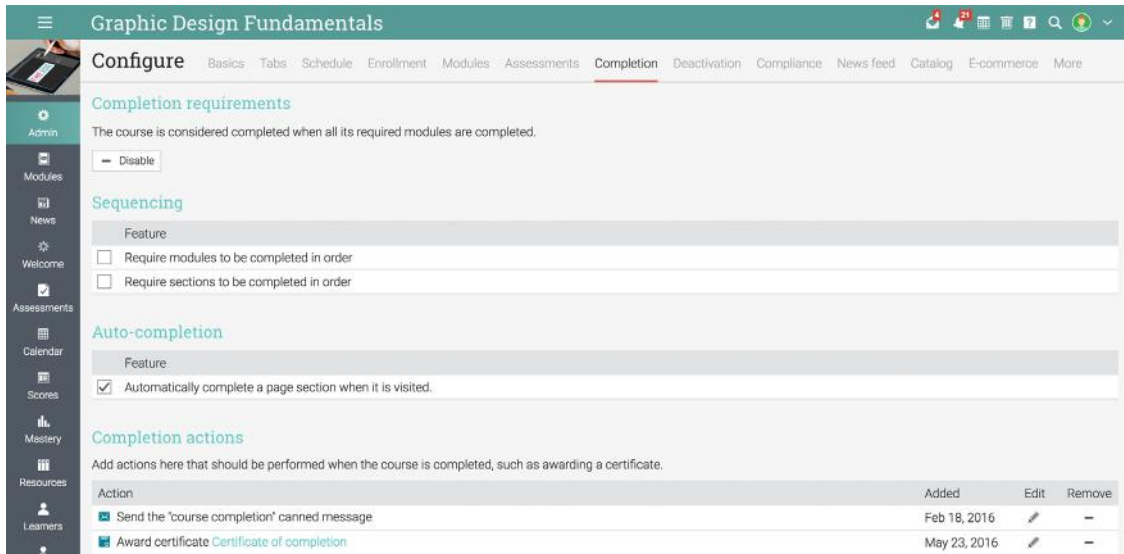 Graphic Design Fundamentals
21
Configure Basics Tabs Schedule Enrollment Modules Assessments Completion Deactivation Compliance News feed Catalog E-commerce More
Admin
Modules
News
Welcome
Assessments
Calendar
Scores
Mastery
Resources
Learners
Completion requirements
The course is considered completed when all its required modules are completed.
Disable
Sequencing
Feature
Require modules to be completed in order
Require sections to be completed in order
Auto-completion
Feature
Automatically complete a page section when it is visited.
Completion actions
Add actions here that should be performed when the course is completed, such as awarding a certificate.
Action Added Edit Remove
Send the "course completion" canned message Feb 18, 2016
Award certificate Certificate of completion May 23, 2016